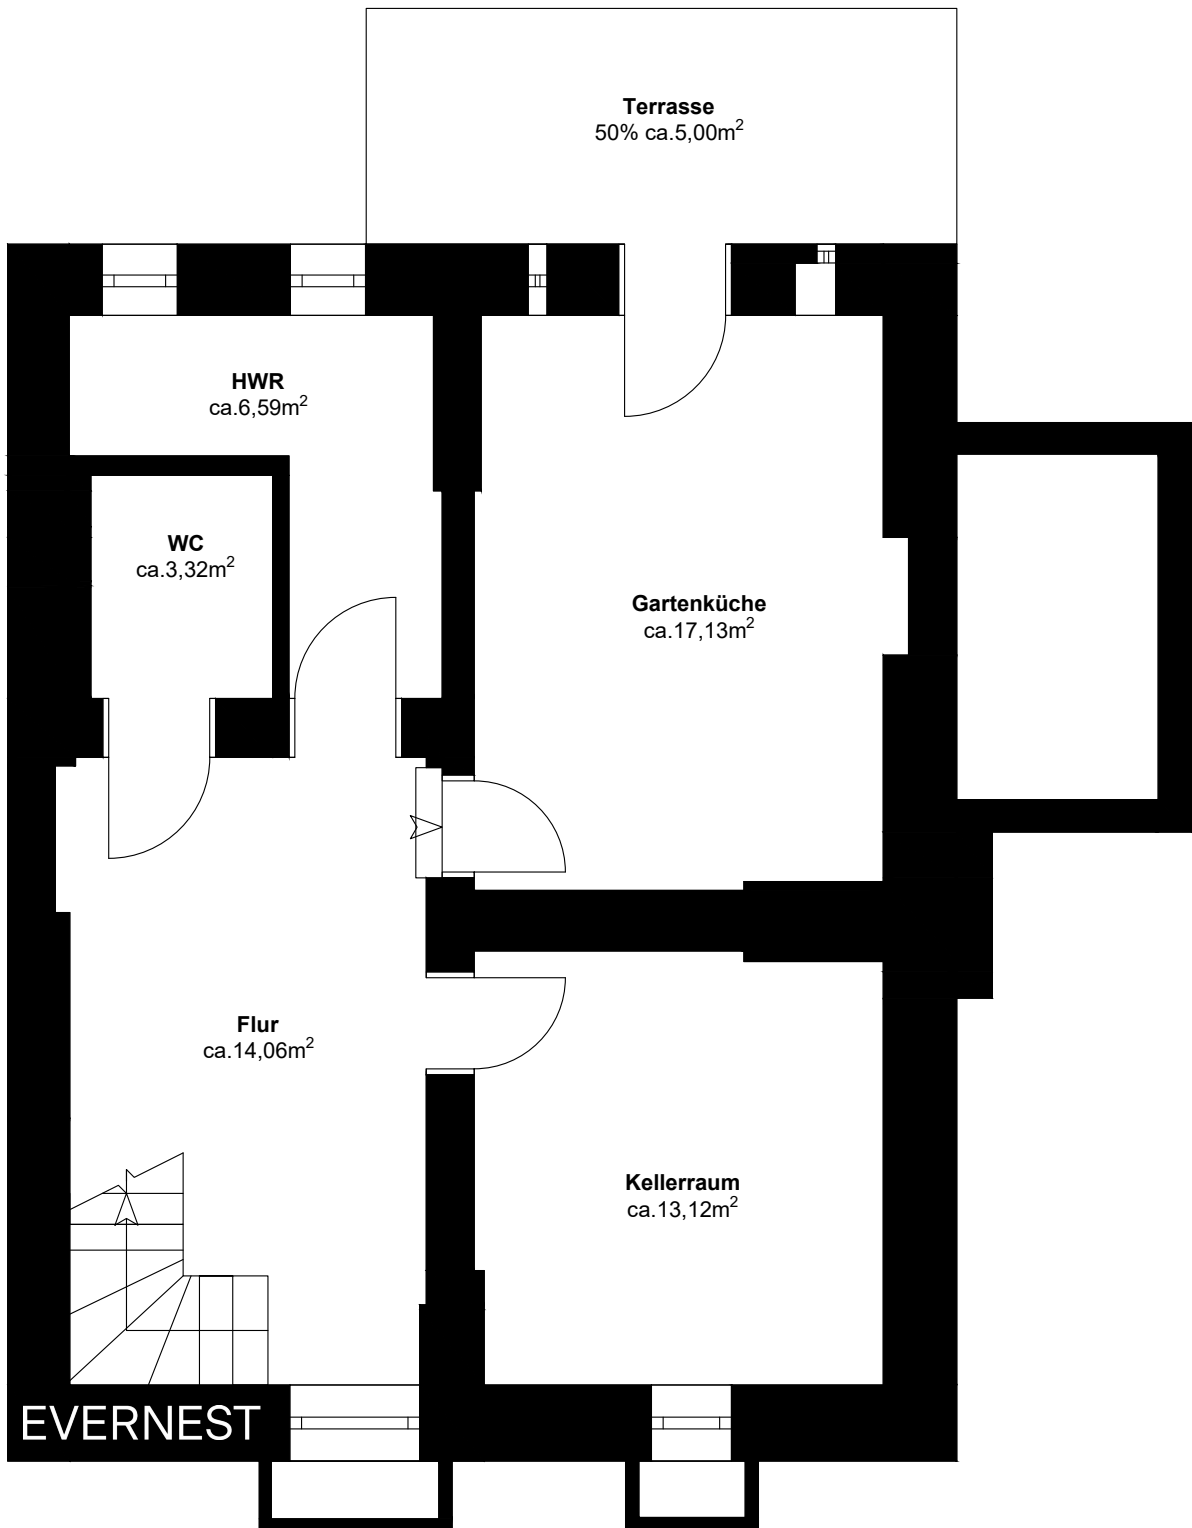 Terrasse
50% ca.5,00m²
HWR
ca.6,59m²
WC
ca.3,32m²
Gartenküche
ca.17,13m²
Flur
ca.14,06m²
Kellerraum
ca.13,12m²
EVERNEST